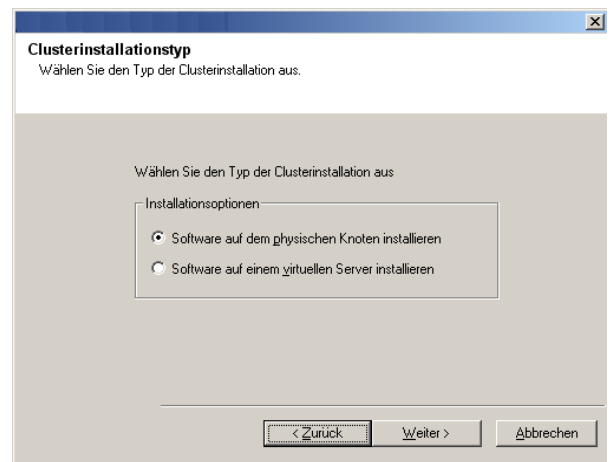 Clusterinstallationstyp
Wählen Sie den Typ der Clusterinstallation aus.
Wählen Sie den Typ der Clusterinstallation aus
Installationsoptionen
Software auf dem physischen Knoten installieren
Software auf einem virtuellen Server installieren
< Zurück
Weiter >
Abbrechen